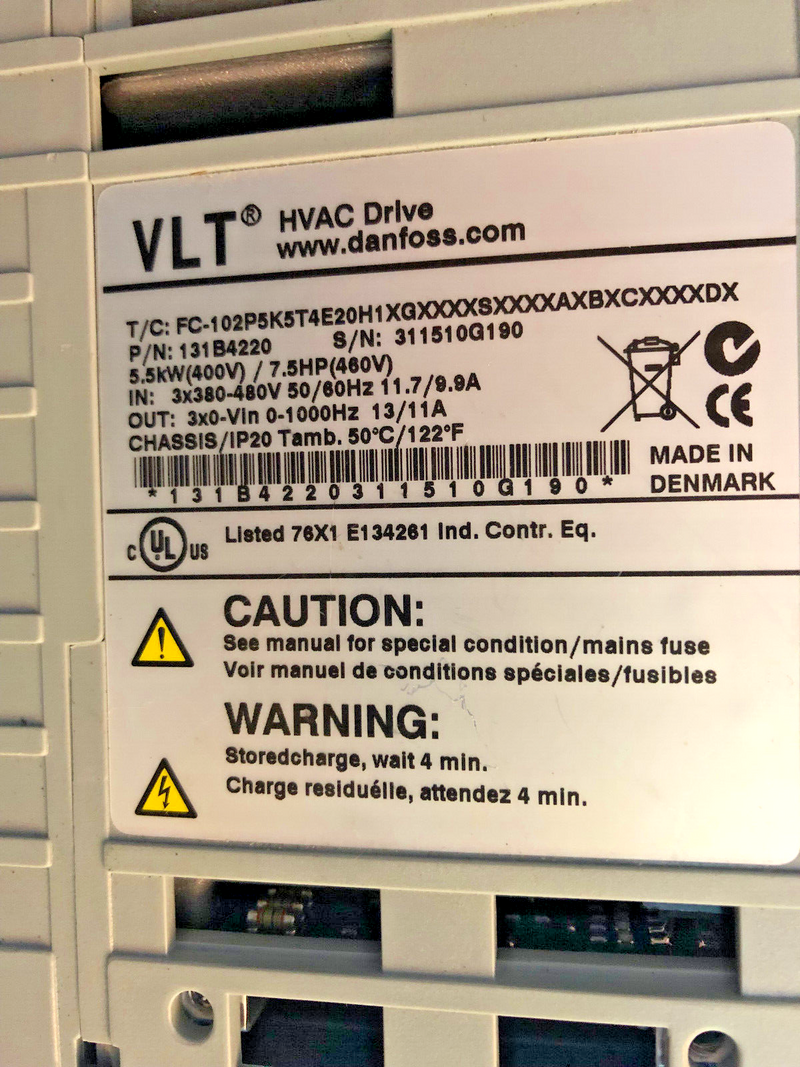 VLT® HVAC Drive
www.danfoss.com
T/C: FC-102P5K5T4E20H1XGXXXXSXXXXAXBXCXXXXDX
P/N: 131B4220 S/N: 311510G190
5.5kW(400V) / 7.5HP(460V)
IN: 3x380-480V 50/60Hz 11.7/9.9A
OUT: 3x0-Vin 0-1000Hz 13/11A
CHASSIS/IP20 Tamb. 50°C/122°F
*131B4220311510G190*
CE
MADE IN
DENMARK
c UL US Listed 76X1 E134261 Ind. Contr. Eq.
CAUTION:
See manual for special condition/mains fuse
Voir manuel de conditions spéciales/fusibles
WARNING:
Storedcharge, wait 4 min.
Charge residuélle, attendez 4 min.